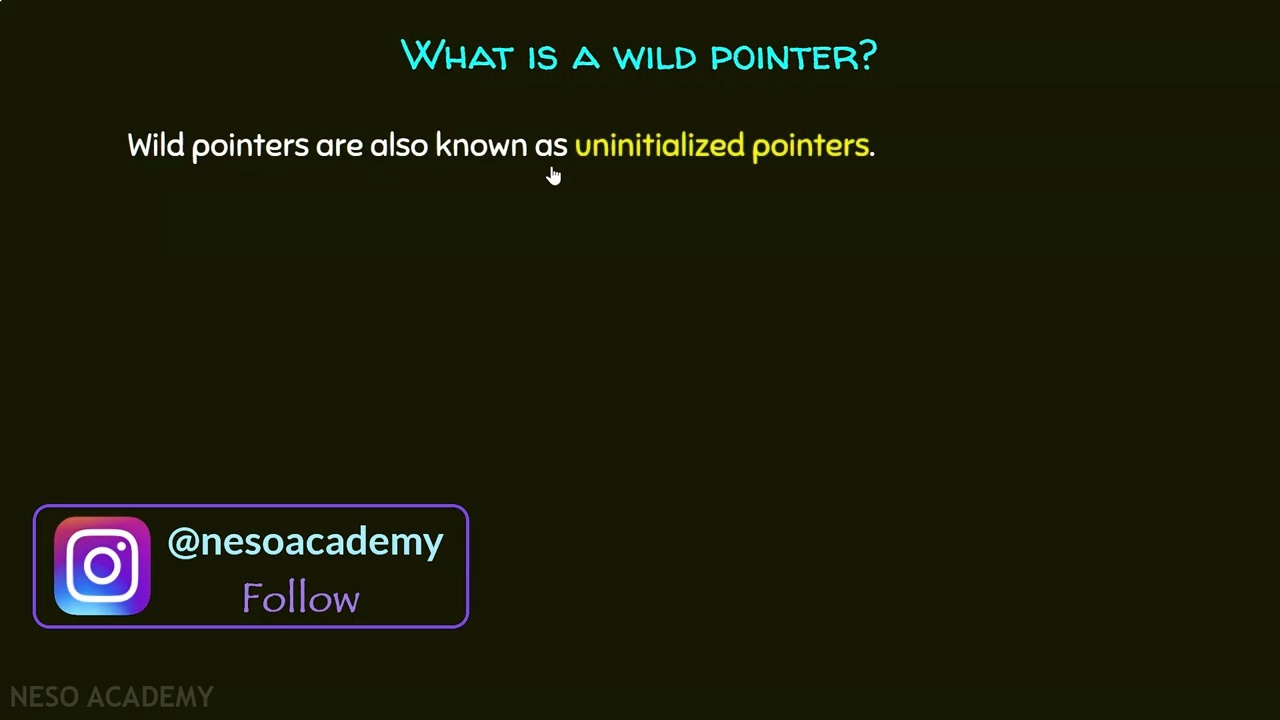 What is a wild pointer?
Wild pointers are also known as uninitialized pointers.
@nesoacademy
Follow
NESO ACADEMY